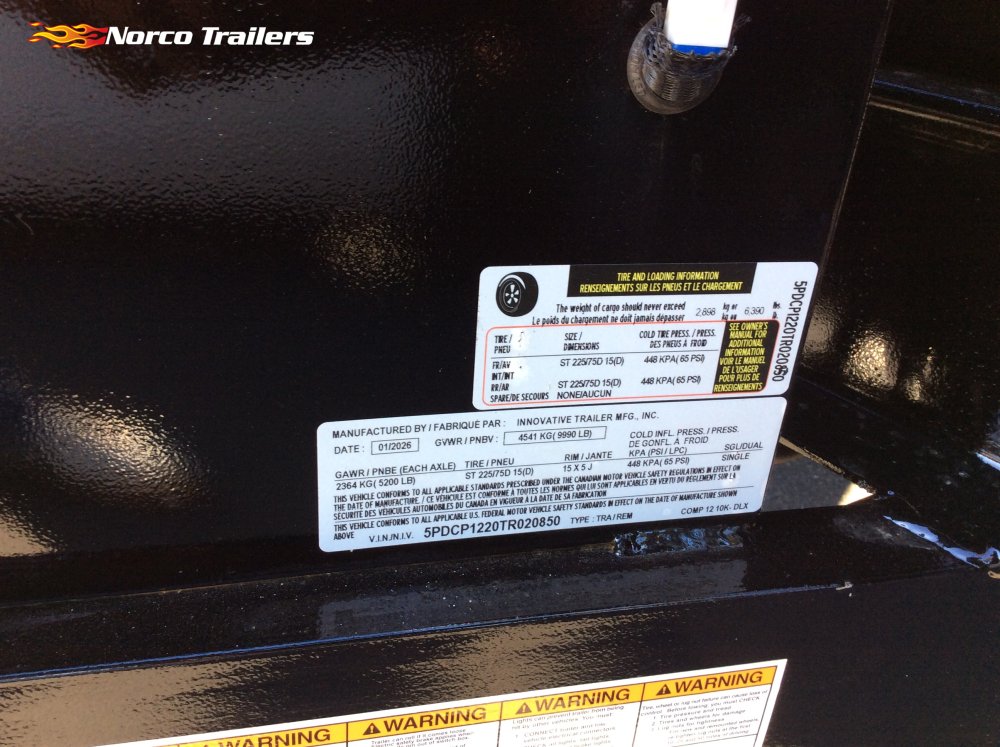 Norco Trailers
TIRE AND LOADING INFORMATION
RENSEIGNEMENTS SUR LES PNEUS ET LE CHARGEMENT
The weight of cargo should never exceed 2,898 kg or 6,390 lbs.
Le poids du chargement ne doit jamais dépasser kg ou lb.
TIRE / PNEU SIZE / DIMENSIONS COLD TIRE PRESS. / PRESS. DES PNEUS À FROID
FR/AV ST 225/75D 15(D) 448 KPA( 65 PSI)
INT/INT
RR/AR ST 225/75D 15(D) 448 KPA( 65 PSI)
SPARE/DE SECOURS NONE/AUCUN
SEE OWNER'S
MANUAL FOR
ADDITIONAL
INFORMATION
VOIR LE MANUEL
DE L'USAGER
POUR PLUS DE
RENSEIGNEMENTS
5PDCP1220TR020850
MANUFACTURED BY / FABRIQUÉ PAR : INNOVATIVE TRAILER MFG., INC.
DATE : 01/2026 GVWR / PNBV : 4541 KG( 9990 LB)
COLD INFL. PRESS. / PRESS. DE GONFL. À FROID
GAWR / PNBE (EACH AXLE) TIRE / PNEU RIM / JANTE KPA (PSI / LPC) SGL/DUAL
2364 KG( 5200 LB) ST 225/75D 15(D) 15 X 5 J 448 KPA( 65 PSI) SINGLE
THIS VEHICLE CONFORMS TO ALL APPLICABLE STANDARDS PRESCRIBED UNDER THE CANADIAN MOTOR VEHICLE SAFETY REGULATIONS IN EFFECT ON
THE DATE OF MANUFACTURE. / CE VÉHICULE EST CONFORME À TOUTES LES NORMES QUI LUI SONT APPLICABLES EN VERTU DU RÈGLEMENT SUR LA
SÉCURITÉ DES VÉHICULES AUTOMOBILES DU CANADA EN VIGUEUR À LA DATE DE SA FABRICATION
THIS VEHICLE CONFORMS TO ALL APPLICABLE U.S. FEDERAL MOTOR VEHICLE SAFETY STANDARDS IN EFFECT ON THE DATE OF MANUFACTURE SHOWN
ABOVE V.I.N./N.I.V. 5PDCP1220TR020850 TYPE : TRA / REM COMP 12 10K- DLX
WARNING
WARNING
WARNING
WARNING